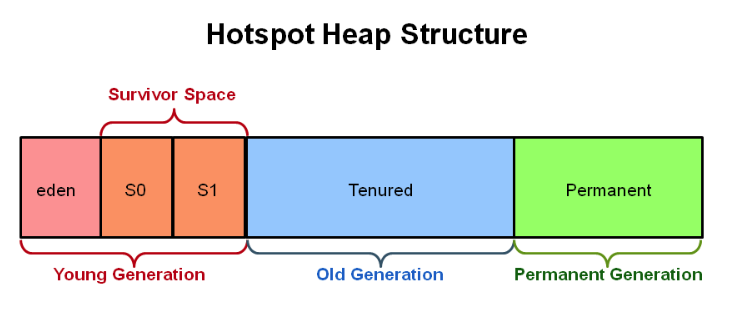 Hotspot Heap Structure
Survivor Space
eden
S0
S1
Tenured
Permanent
Young Generation
Old Generation
Permanent Generation